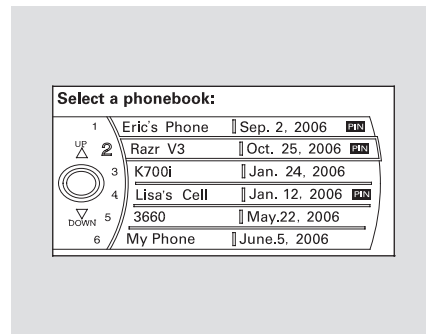 Select a phonebook:
1 Eric's Phone Sep. 2, 2006 PIN
UP 2 Razr V3 Oct. 25, 2006 PIN
3 K700i Jan. 24, 2006
4 Lisa's Cell Jan. 12, 2006 PIN
DOWN 5 3660 May.22, 2006
6 My Phone June.5, 2006